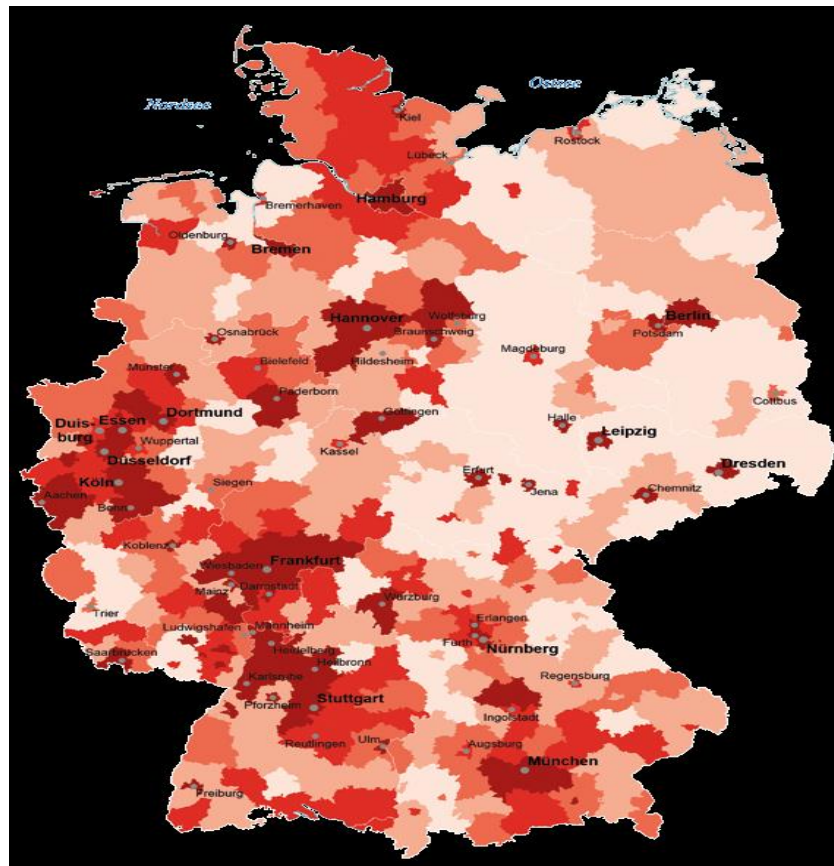 Ostsee
Nordsee
Kiel
Rostock
Lübeck
Hamburg
Bremerhaven
Oldenburg
Bremen
Hannover
Wolfsburg
Berlin
Osnabrück
Braunschweig
Potsdam
Magdeburg
Hildesheim
Münster
Bielefeld
Paderborn
Cottbus
Duis-
burg
Essen
Dortmund
Göttingen
Halle
Wuppertal
Leipzig
Düsseldorf
Kassel
Köln
Siegen
Erfurt
Dresden
Aachen
Jena
Chemnitz
Bonn
Koblenz
Wiesbaden
Frankfurt
Mainz
Darmstadt
Würzburg
Trier
Erlangen
Ludwigshafen
Mannheim
Fürth
Nürnberg
Saarbrücken
Heidelberg
Heilbronn
Karlsruhe
Regensburg
Pforzheim
Stuttgart
Ingolstadt
Reutlingen
Ulm
Augsburg
München
Freiburg